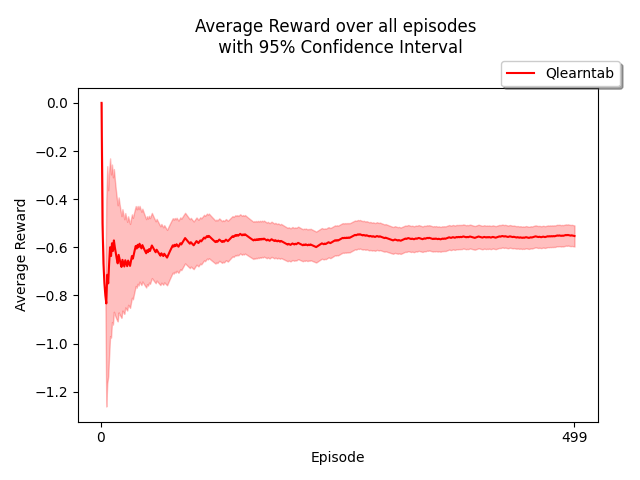 Average Reward over all episodes
with 95% Confidence Interval
Qlearntab
0.0
−0.2
−0.4
−0.6
−0.8
−1.0
−1.2
Average Reward
0
499
Episode